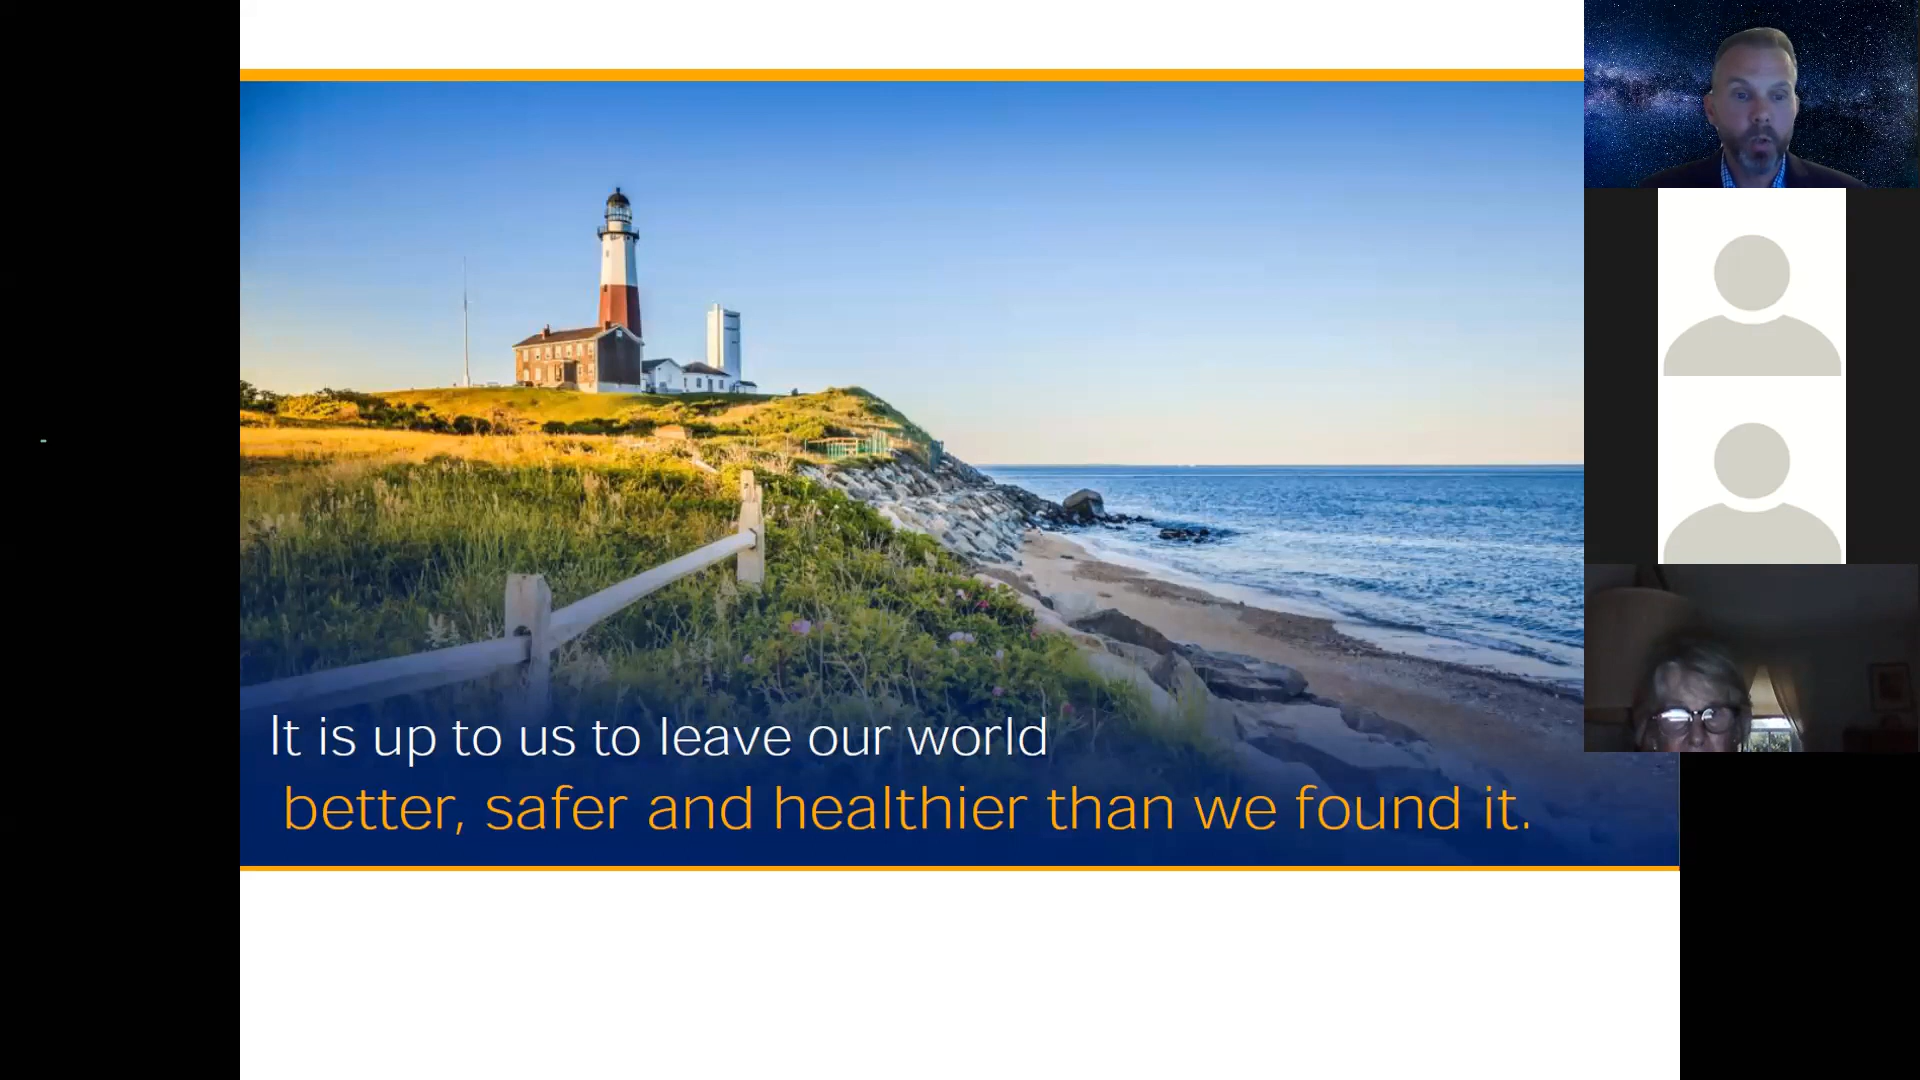 It is up to us to leave our world
better, safer and healthier than we found it.